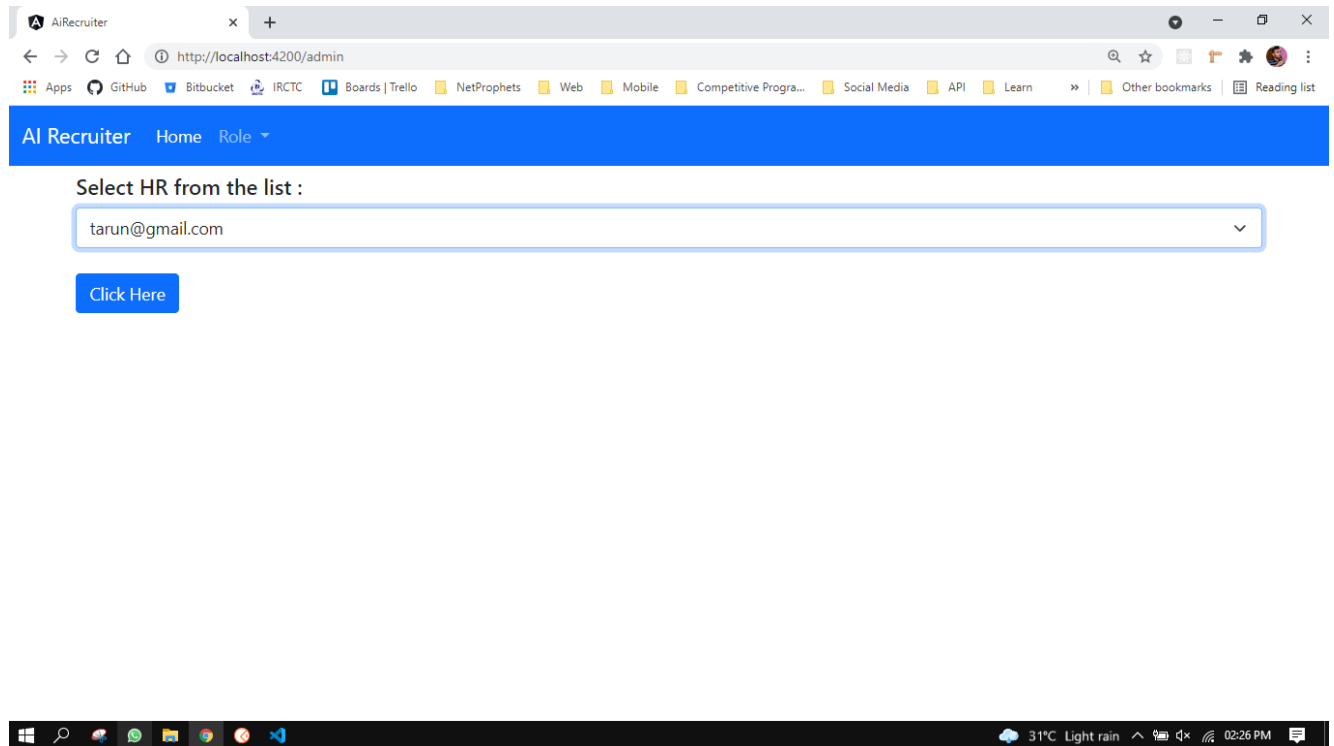 AiRecruiter
http://localhost:4200/admin
Apps GitHub Bitbucket IRCTC Boards | Trello NetProphets Web Mobile Competitive Progra... Social Media API Learn » Other bookmarks Reading list
AI Recruiter Home Role
Select HR from the list :
tarun@gmail.com
Click Here
31°C Light rain 02:26 PM